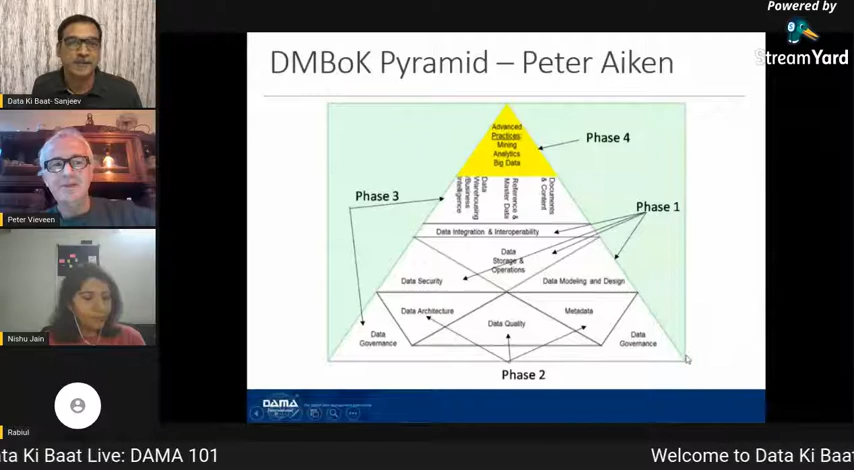 Powered by
StreamYard
Data Ki Baat- Sanjeev
Peter Vieveen
Nishu Jain
Rabiul
DMBoK Pyramid – Peter Aiken
Advanced
Practices:
Mining
Analytics
Big Data
Phase 4
Phase 3
Phase 1
Data
Warehousing
/Business
Intelligence
Reference &
Master Data
Documents
& Content
Data Integration & Interoperability
Data
Storage &
Operations
Data Security
Data Modeling and Design
Data Architecture
Metadata
Data Quality
Data
Governance
Data
Governance
Phase 2
DAMA
International
ata Ki Baat Live: DAMA 101
Welcome to Data Ki Baat